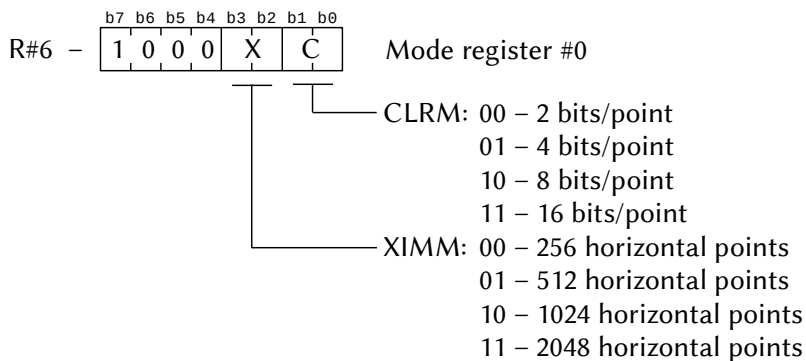 b7 b6 b5 b4 b3 b2 b1 b0
R#6 – 1 0 0 0 X C Mode register #0
CLRM: 00 – 2 bits/point
01 – 4 bits/point
10 – 8 bits/point
11 – 16 bits/point
XIMM: 00 – 256 horizontal points
01 – 512 horizontal points
10 – 1024 horizontal points
11 – 2048 horizontal points